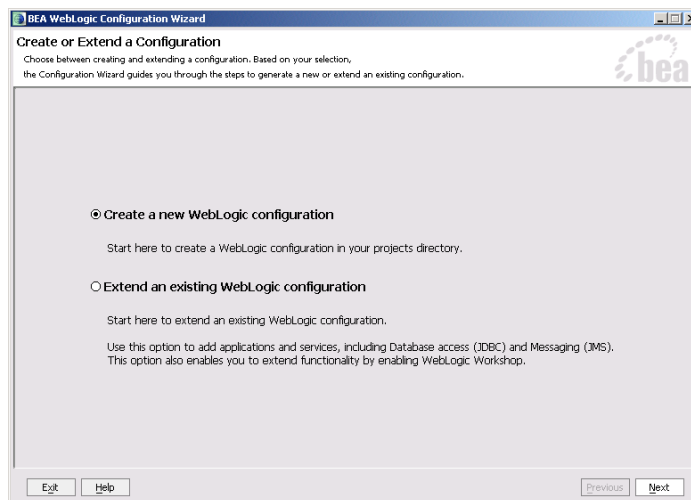 BEA WebLogic Configuration Wizard
Create or Extend a Configuration
Choose between creating and extending a configuration. Based on your selection,
the Configuration Wizard guides you through the steps to generate a new or extend an existing configuration.
bea
Create a new WebLogic configuration
Start here to create a WebLogic configuration in your projects directory.
Extend an existing WebLogic configuration
Start here to extend an existing WebLogic configuration.
Use this option to add applications and services, including Database access (JDBC) and Messaging (JMS).
This option also enables you to extend functionality by enabling WebLogic Workshop.
Exit Help Previous Next